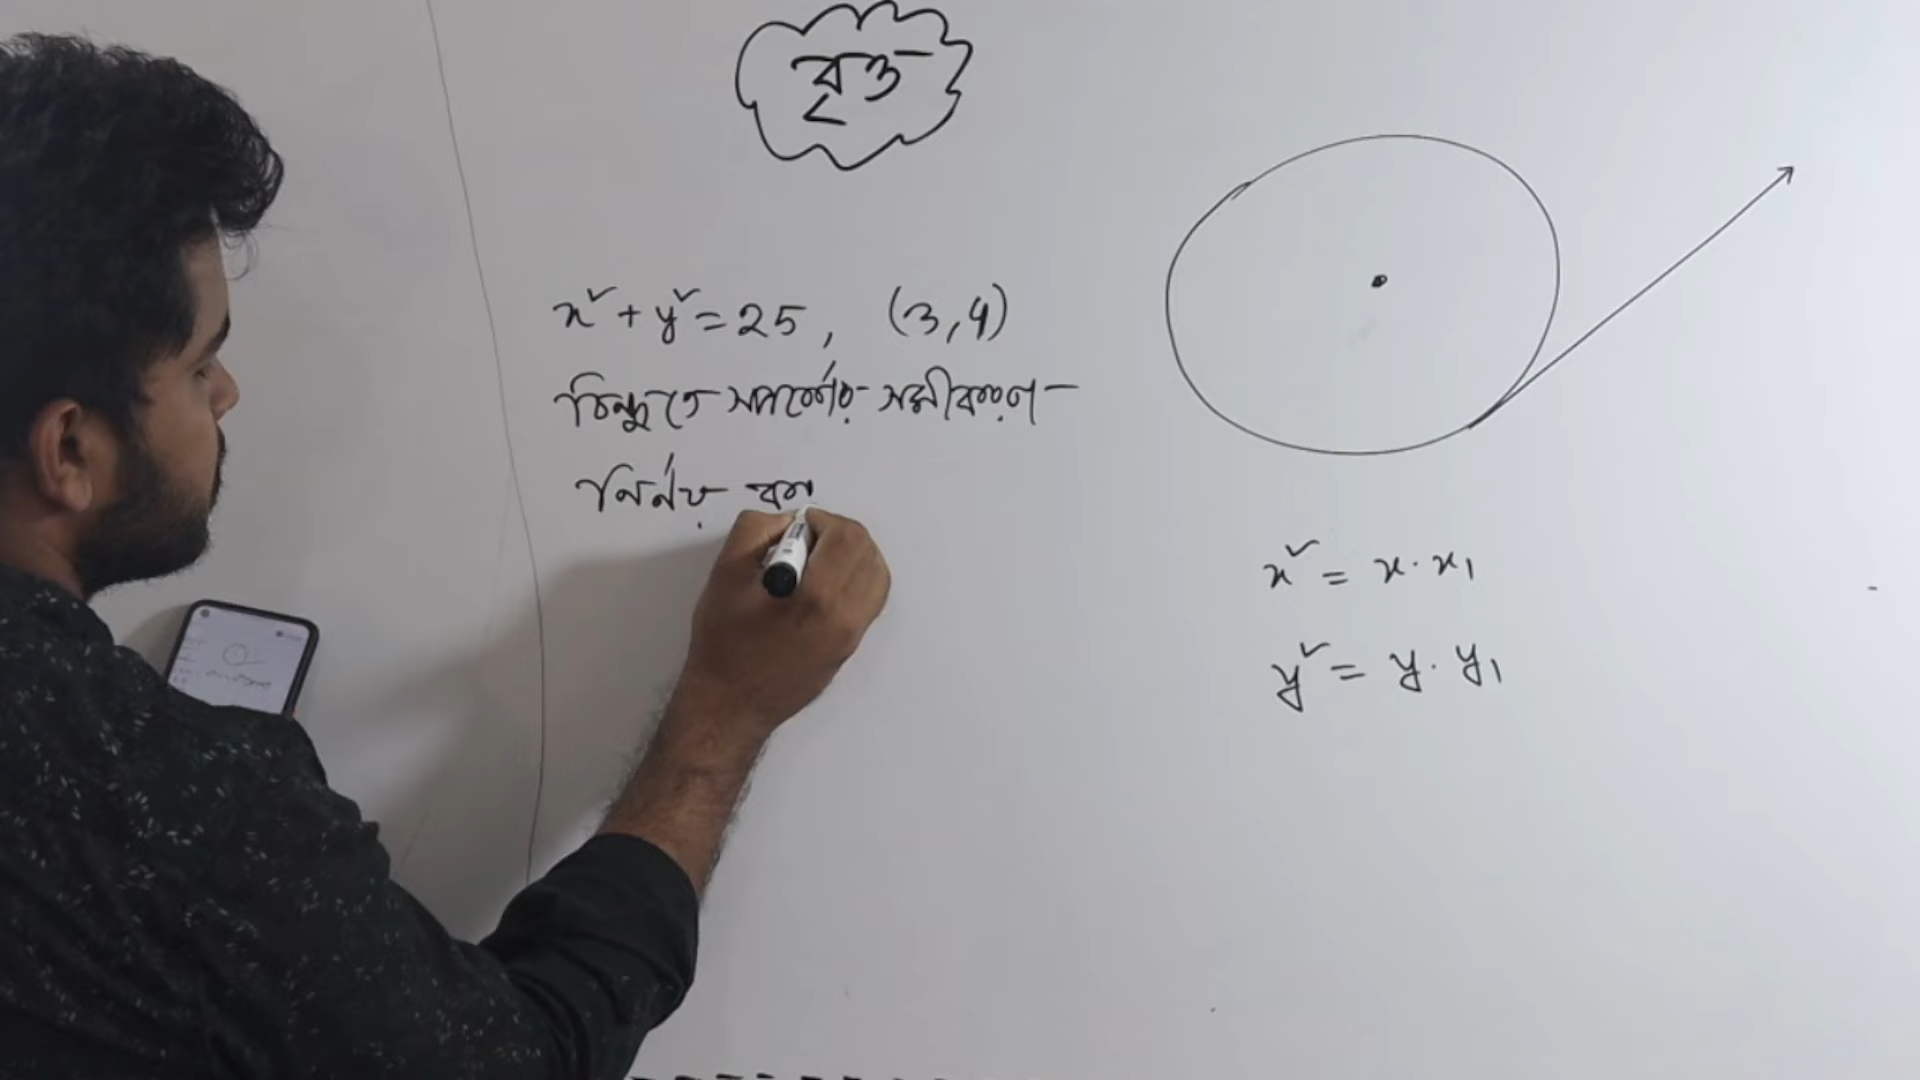 বৃত্ত
x² + y² = 25, (3,4)
বিন্দুতে স্পর্শকের সমীকরণ
নির্ণয় কর
x² = x · x₁
y² = y · y₁